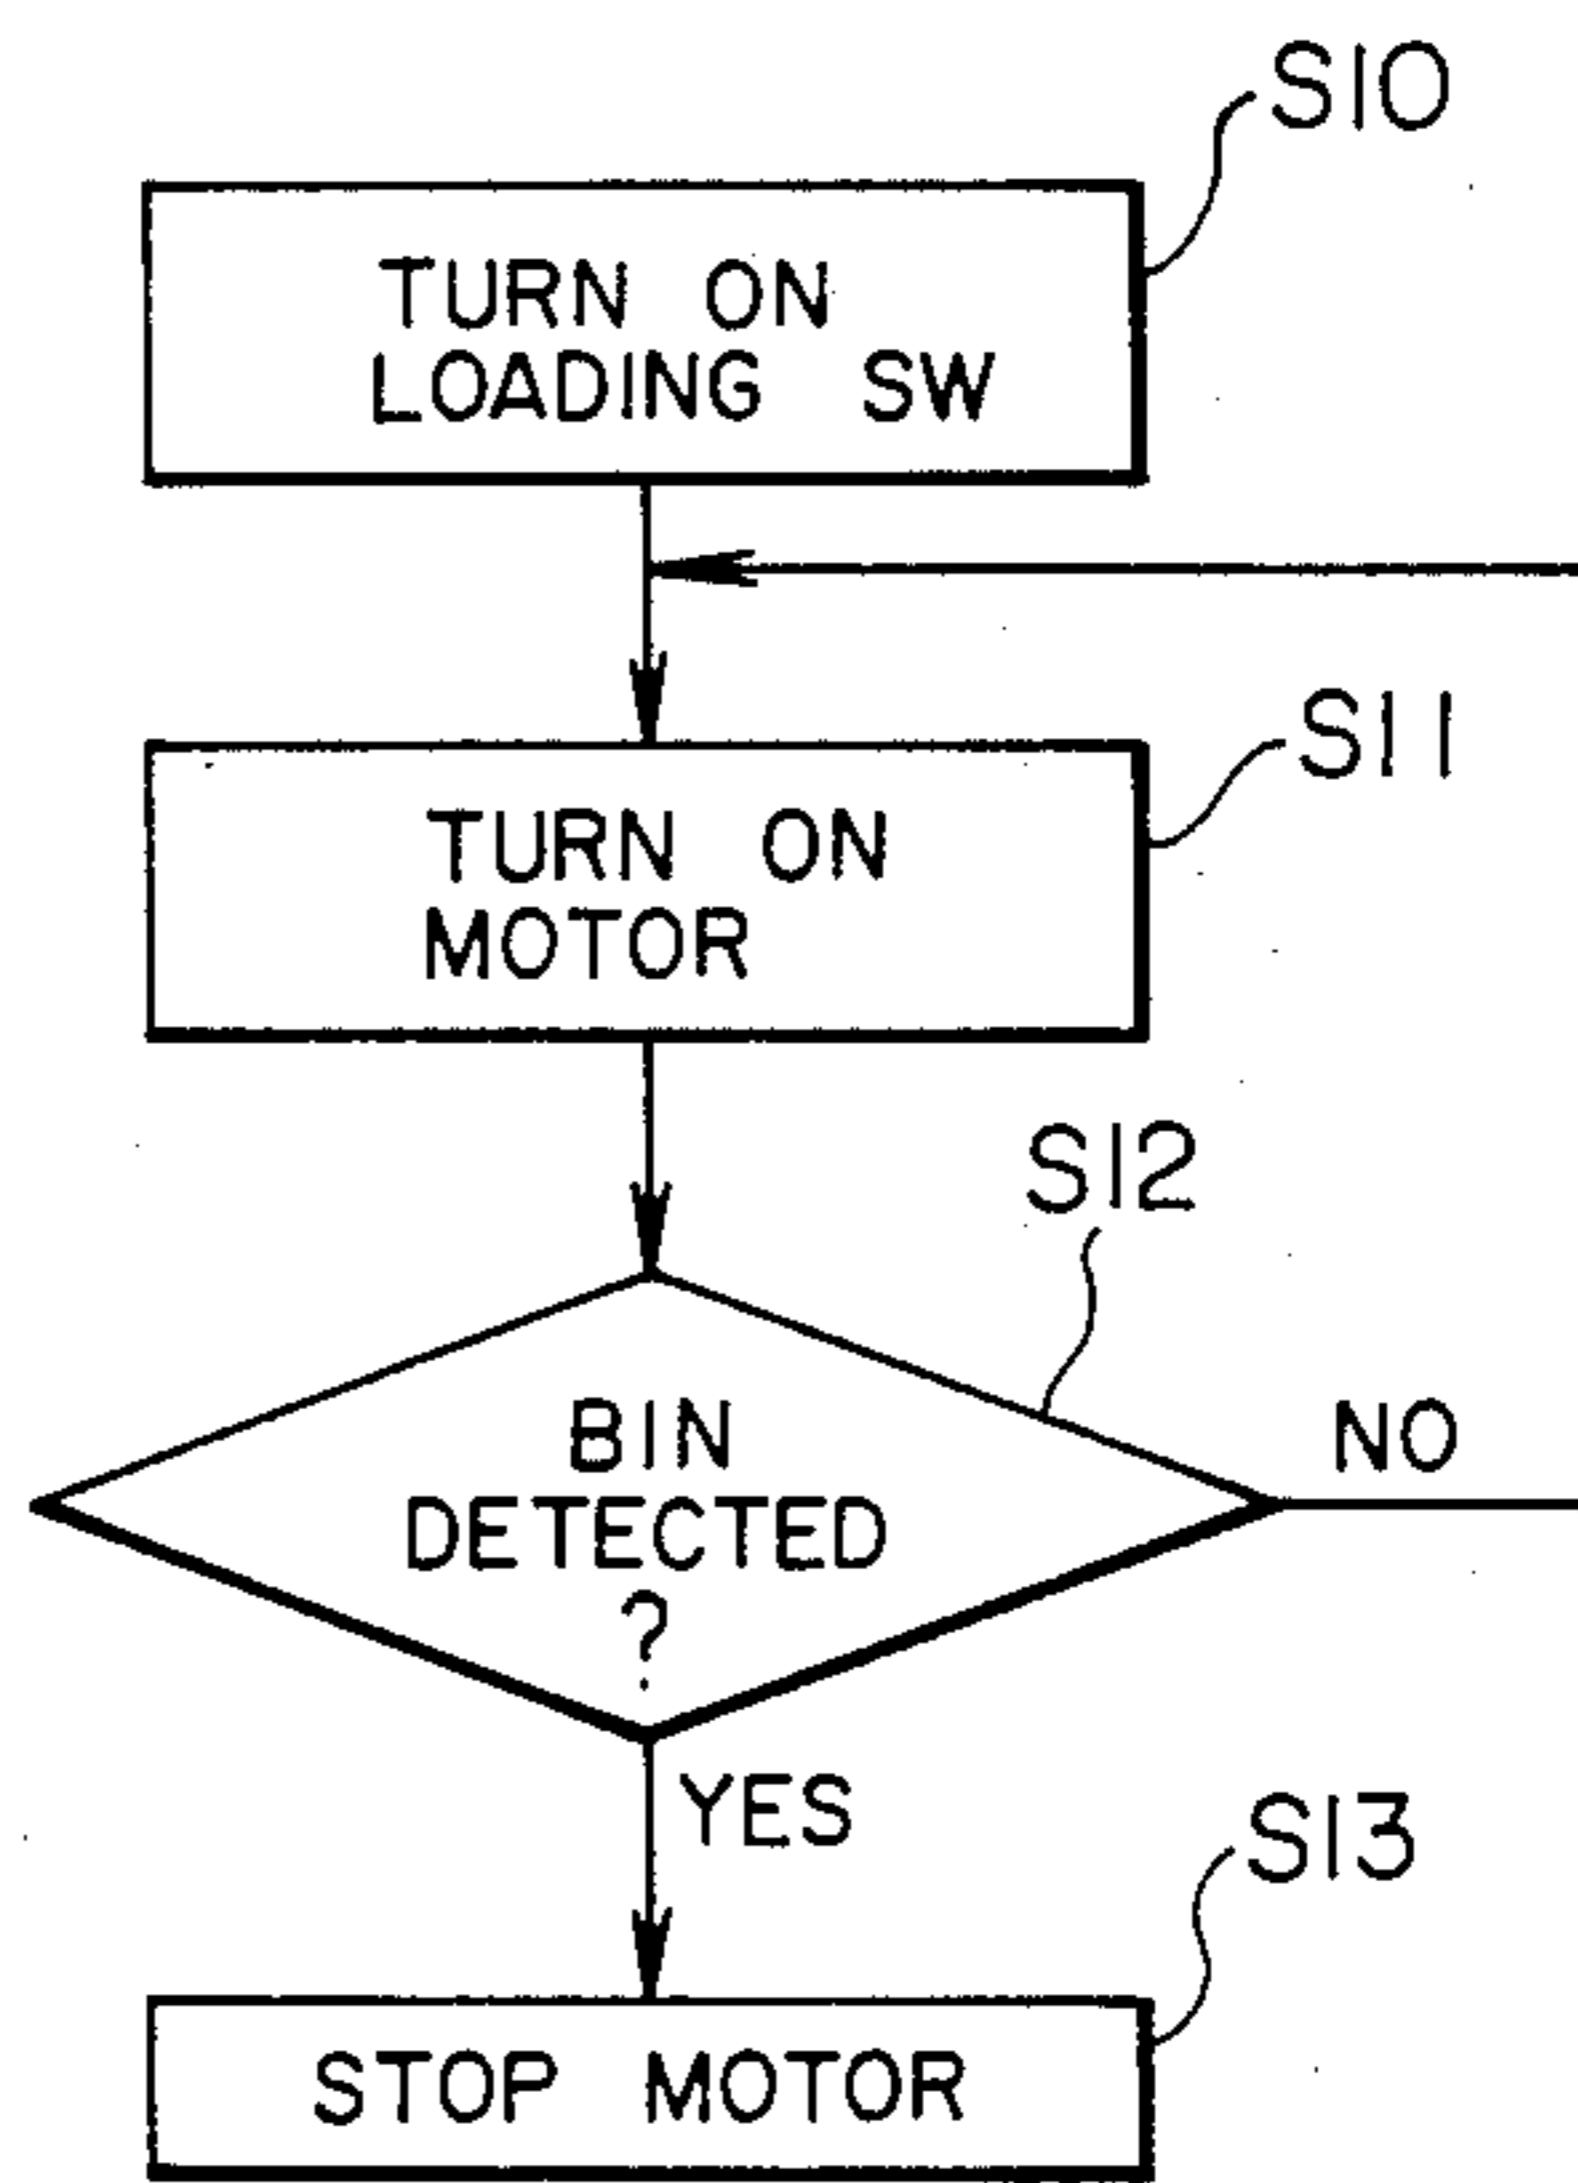 S10
TURN ON
LOADING SW
S11
TURN ON
MOTOR
S12
BIN
DETECTED
?
NO
YES
S13
STOP MOTOR